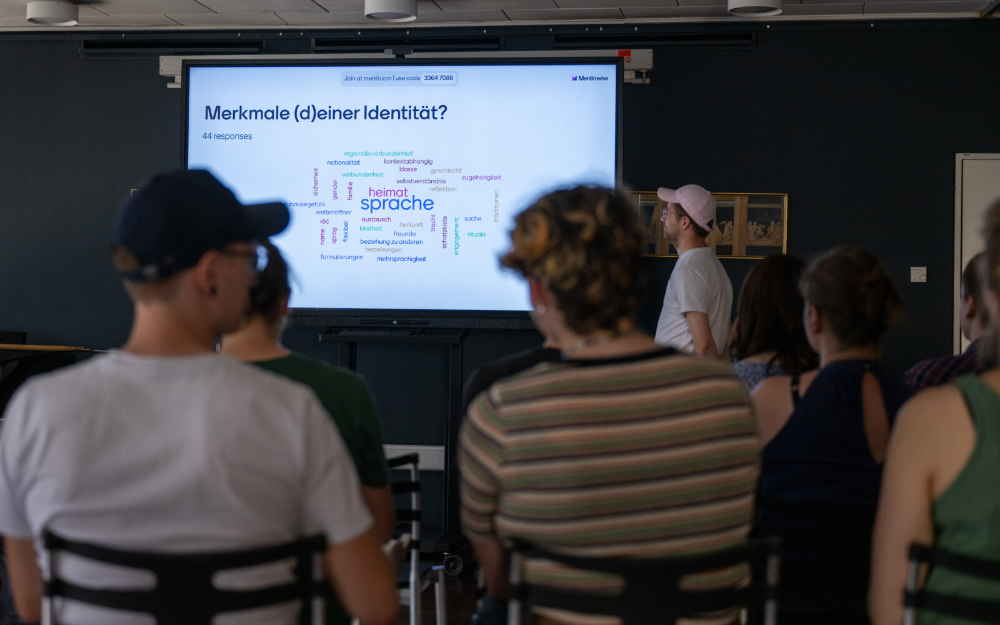 Join at menti.com | use code 3364 7088
Mentimeter
Merkmale (d)einer Identität?
44 responses
regionale verbundenheit
nationalität
kontextabhängig
klasse
geschlecht
sicherheit
verbundenheit
zugehörigkeit
gender
familie
selbstverständnis
reflektion
heimat
traditionen
sprache
zuhausegefühl
weltenöffner
rěč
austausch
herkunft
tracht
schatzkiste
suche
name
sprog
flexibel
kindheit
freunde
engagement
rituale
beziehung zu anderen
beziehungen
formulierungen
mehrsprachigkeit